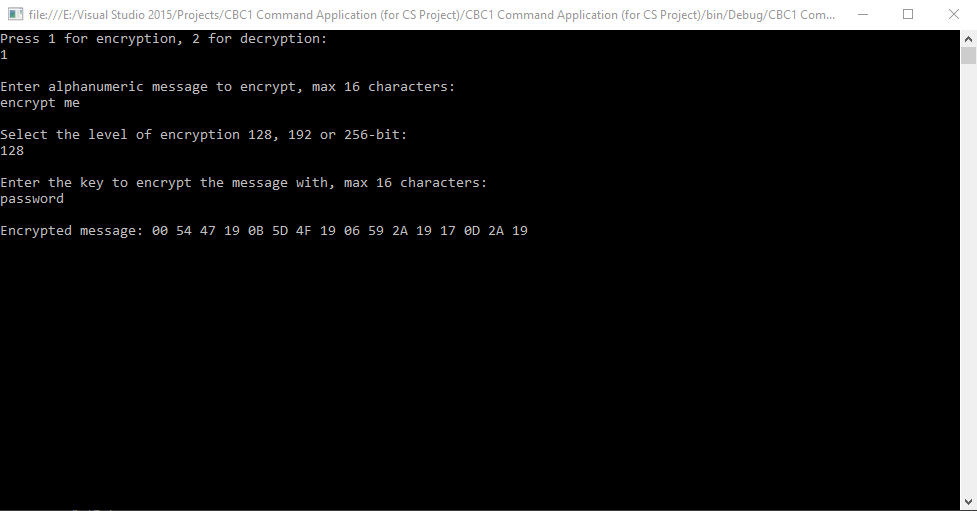 file:///E:/Visual Studio 2015/Projects/CBC1 Command Application (for CS Project)/CBC1 Command Application (for CS Project)/bin/Debug/CBC1 Com...
Press 1 for encryption, 2 for decryption:
1
Enter alphanumeric message to encrypt, max 16 characters:
encrypt me
Select the level of encryption 128, 192 or 256-bit:
128
Enter the key to encrypt the message with, max 16 characters:
password
Encrypted message: 00 54 47 19 0B 5D 4F 19 06 59 2A 19 17 0D 2A 19